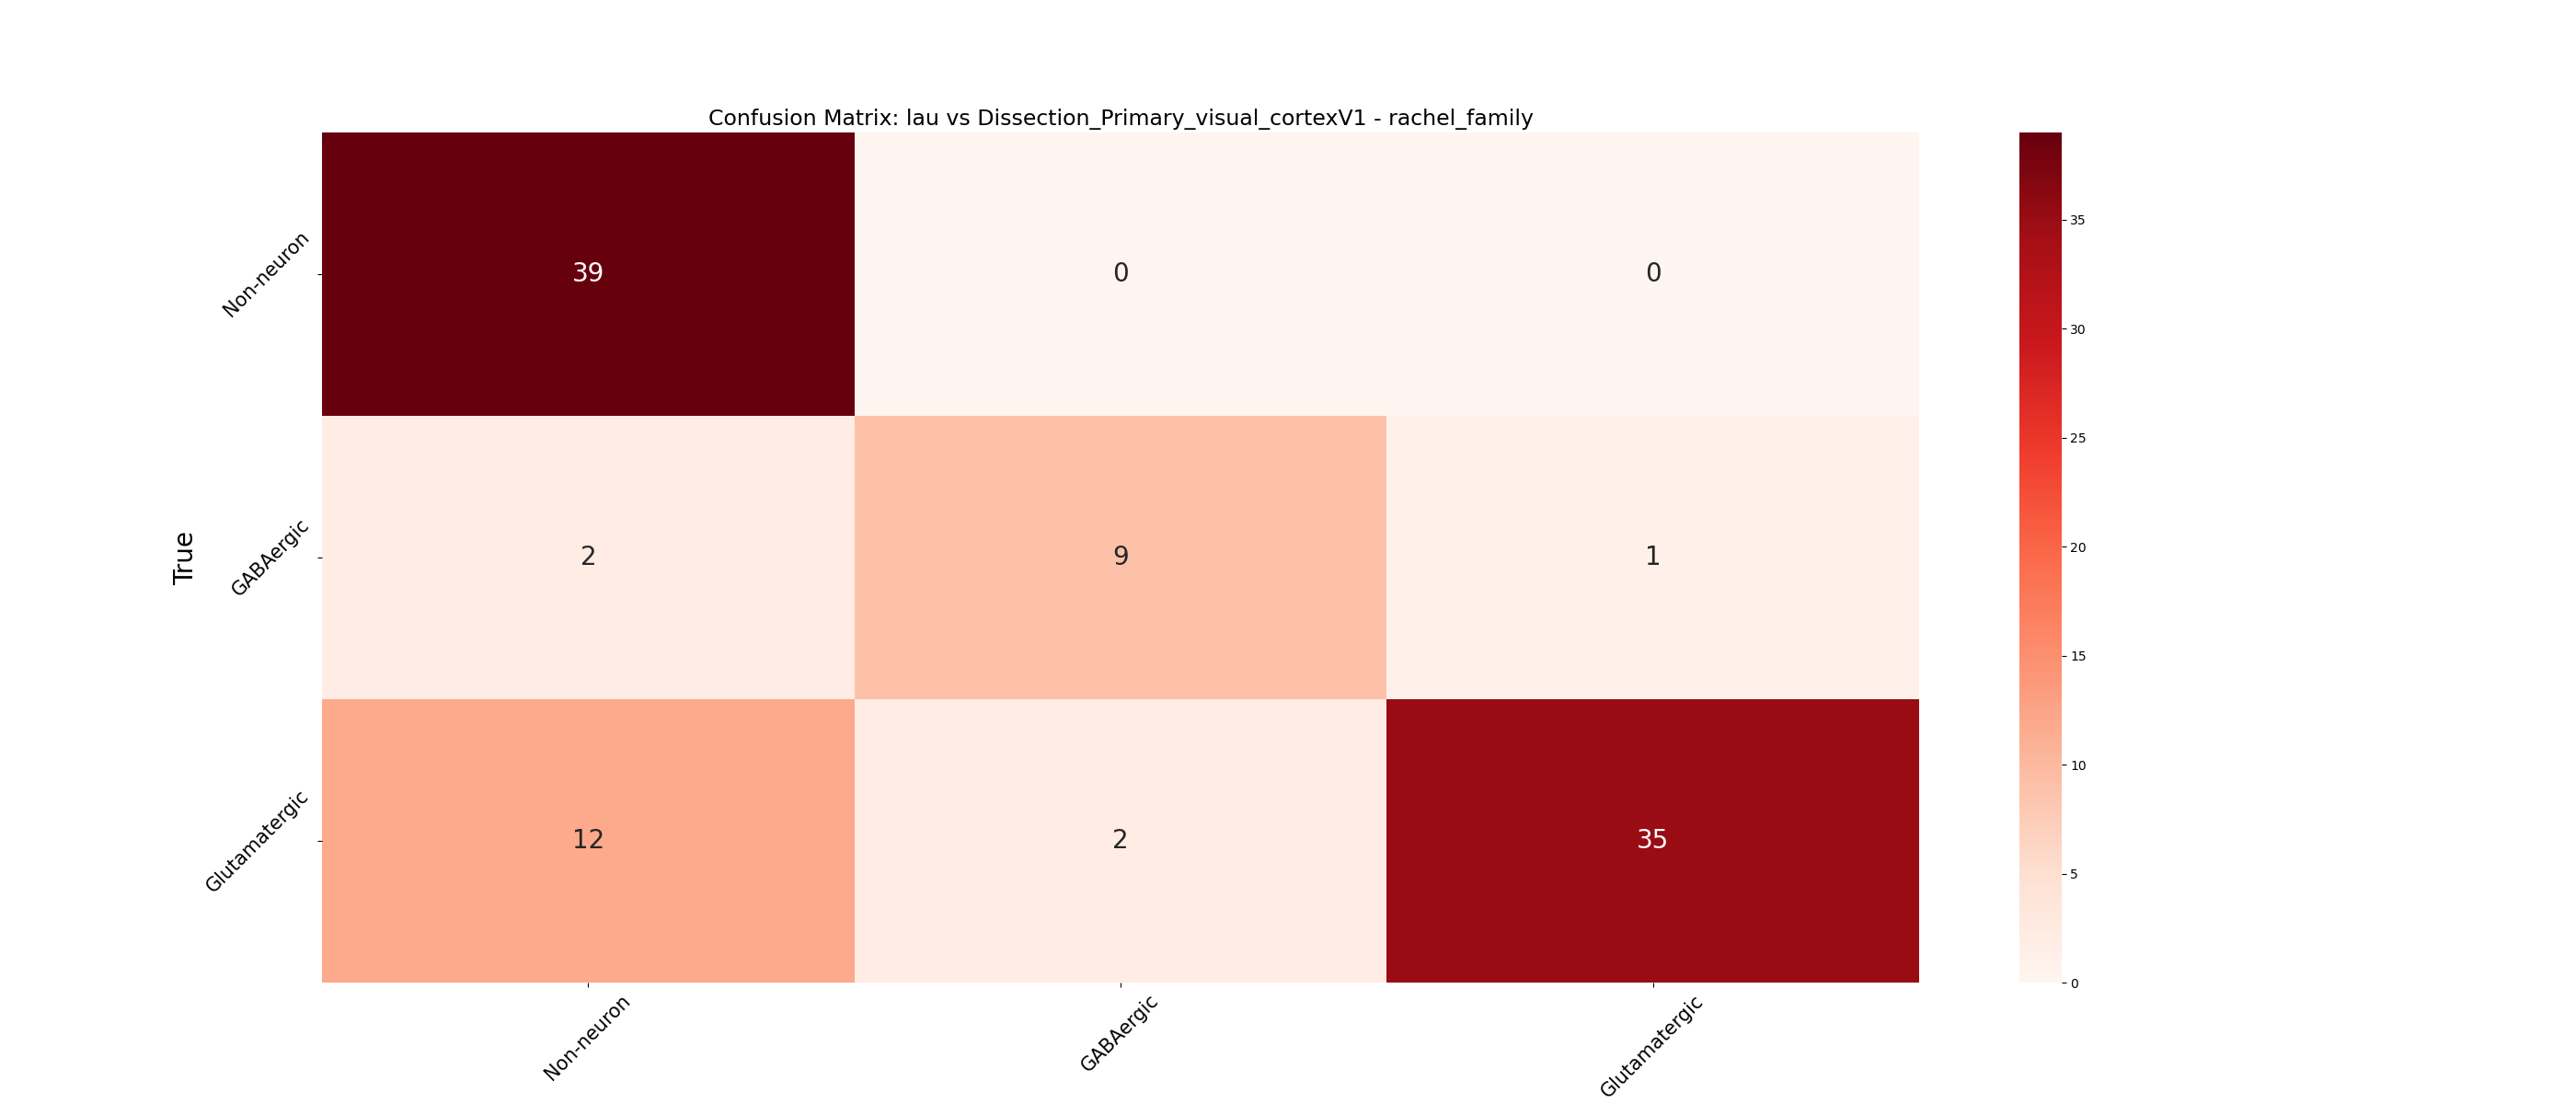 Confusion Matrix: lau vs Dissection_Primary_visual_cortexV1 - rachel_family
True
Non-neuron
39
0
0
GABAergic
2
9
1
Glutamatergic
12
2
35
Non-neuron
GABAergic
Glutamatergic
35
30
25
20
15
10
5
0